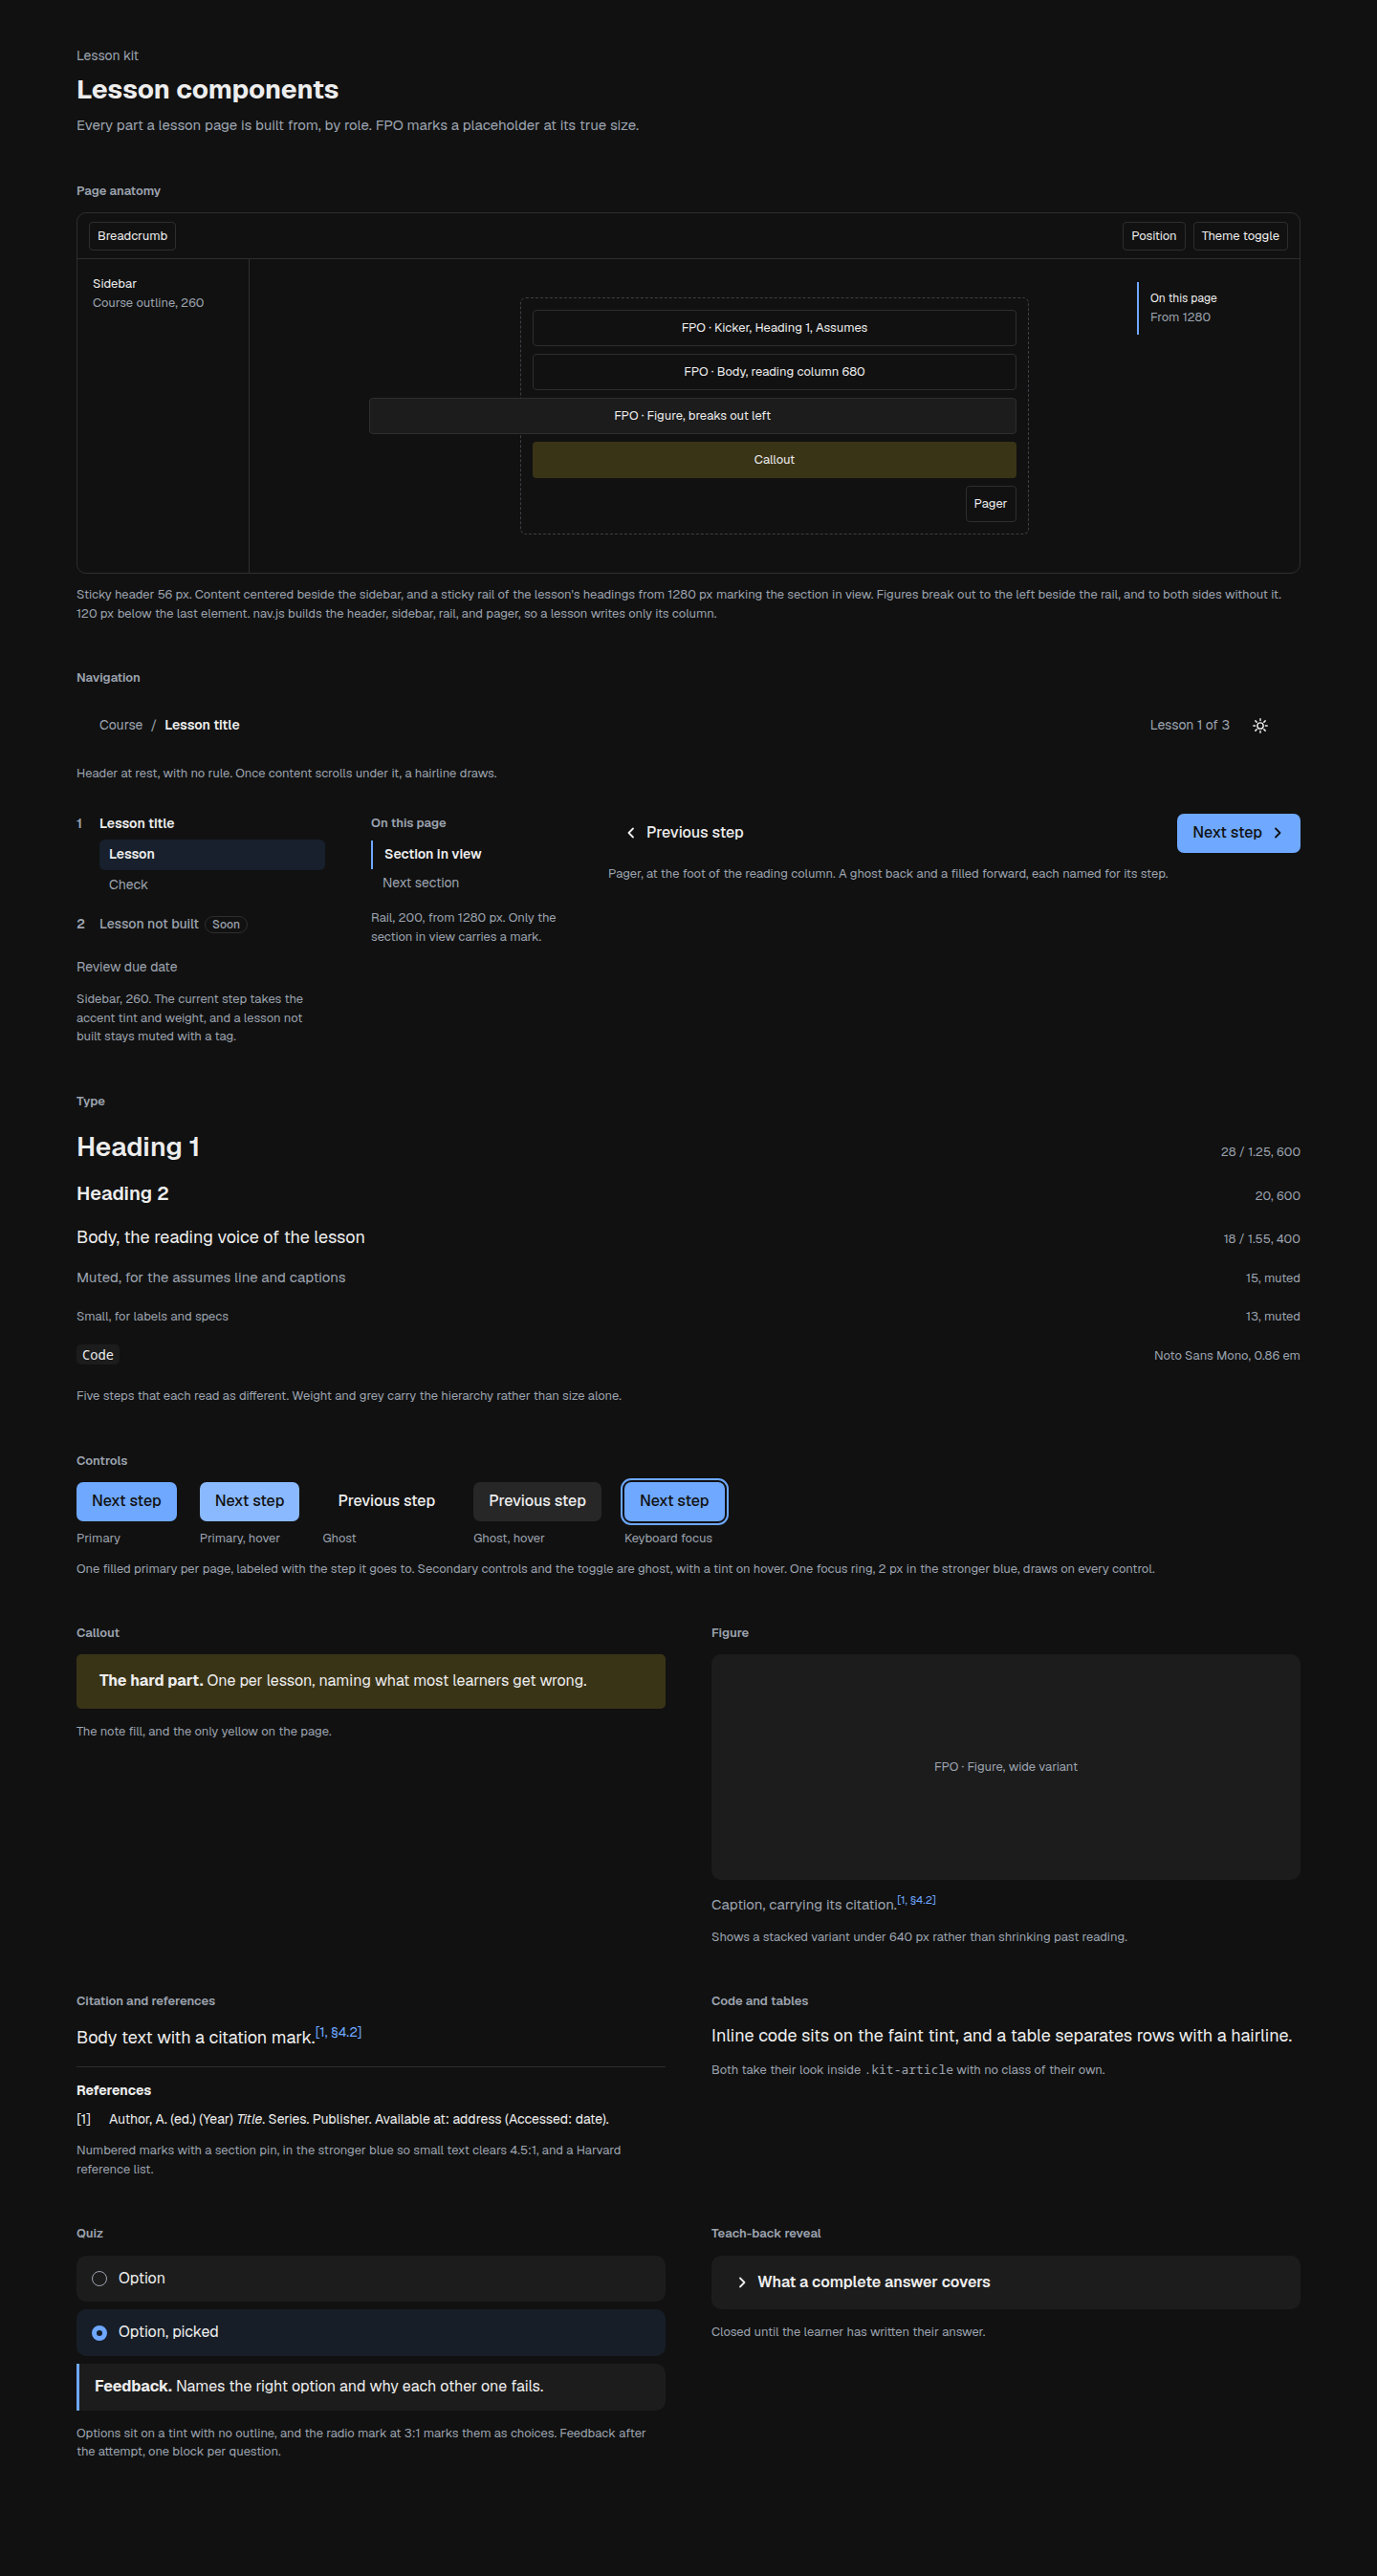 Lesson kit
Lesson components
Every part a lesson page is built from, by role. FPO marks a placeholder at its true size.
Page anatomy
Breadcrumb
Position
Theme toggle
Sidebar
Course outline, 260
FPO · Kicker, Heading 1, Assumes
FPO · Body, reading column 680
FPO · Figure, breaks out left
Callout
Pager
On this page
From 1280
Sticky header 56 px. Content centered beside the sidebar, and a sticky rail of the lesson's headings from 1280 px marking the section in view. Figures break out to the left beside the rail, and to both sides without it.
120 px below the last element. nav.js builds the header, sidebar, rail, and pager, so a lesson writes only its column.
Navigation
Course / Lesson title
Lesson 1 of 3
Header at rest, with no rule. Once content scrolls under it, a hairline draws.
1 Lesson title
Lesson
Check
2 Lesson not built Soon
Review due date
Sidebar, 260. The current step takes the
accent tint and weight, and a lesson not
built stays muted with a tag.
On this page
Section in view
Next section
Rail, 200, from 1280 px. Only the
section in view carries a mark.
Previous step
Next step
Pager, at the foot of the reading column. A ghost back and a filled forward, each named for its step.
Type
Heading 1
28 / 1.25, 600
Heading 2
20, 600
Body, the reading voice of the lesson
18 / 1.55, 400
Muted, for the assumes line and captions
15, muted
Small, for labels and specs
13, muted
Code
Noto Sans Mono, 0.86 em
Five steps that each read as different. Weight and grey carry the hierarchy rather than size alone.
Controls
Next step
Next step
Previous step
Previous step
Next step
Primary
Primary, hover
Ghost
Ghost, hover
Keyboard focus
One filled primary per page, labeled with the step it goes to. Secondary controls and the toggle are ghost, with a tint on hover. One focus ring, 2 px in the stronger blue, draws on every control.
Callout
The hard part. One per lesson, naming what most learners get wrong.
The note fill, and the only yellow on the page.
Figure
FPO · Figure, wide variant
Caption, carrying its citation.[1, §4.2]
Shows a stacked variant under 640 px rather than shrinking past reading.
Citation and references
Body text with a citation mark.[1, §4.2]
References
[1] Author, A. (ed.) (Year) Title. Series. Publisher. Available at: address (Accessed: date).
Numbered marks with a section pin, in the stronger blue so small text clears 4.5:1, and a Harvard
reference list.
Code and tables
Inline code sits on the faint tint, and a table separates rows with a hairline.
Both take their look inside .kit-article with no class of their own.
Quiz
Option
Option, picked
Feedback. Names the right option and why each other one fails.
Options sit on a tint with no outline, and the radio mark at 3:1 marks them as choices. Feedback after
the attempt, one block per question.
Teach-back reveal
What a complete answer covers
Closed until the learner has written their answer.